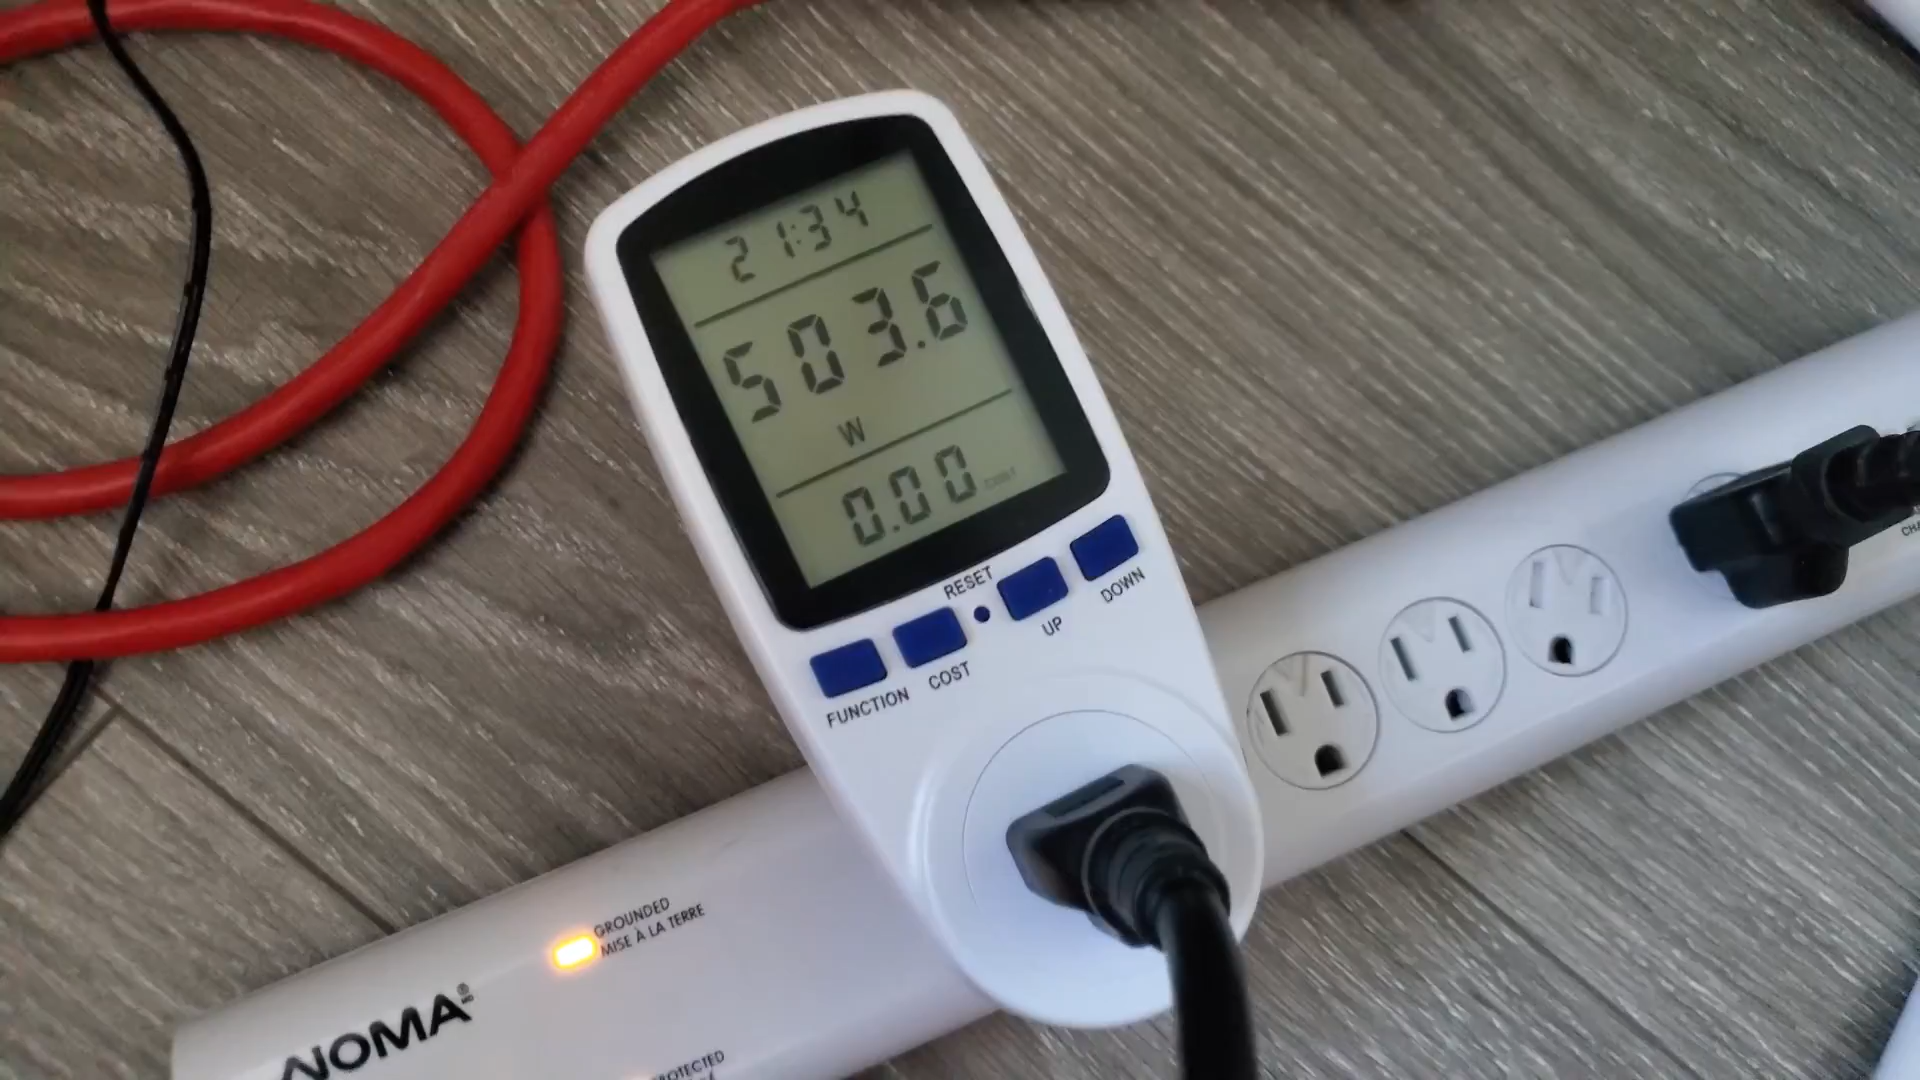 21:34
503.6
W
0.00
RESET
UP
DOWN
FUNCTION
COST
GROUNDED
MISE À LA TERRE
NOMA